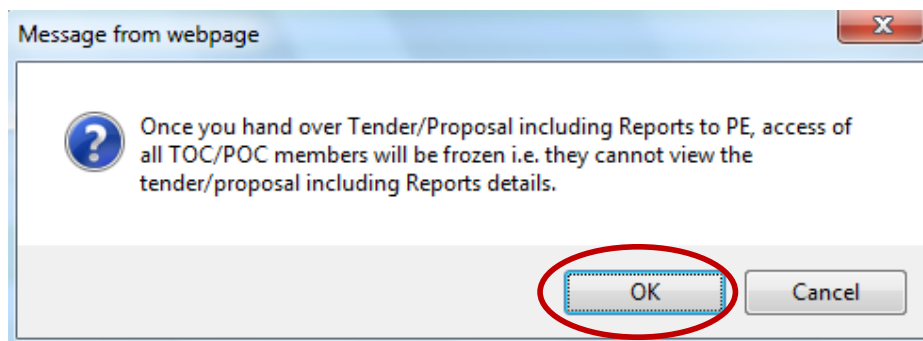 Message from webpage
X
?
Once you hand over Tender/Proposal including Reports to PE, access of
all TOC/POC members will be frozen i.e. they cannot view the
tender/proposal including Reports details.
OK
Cancel